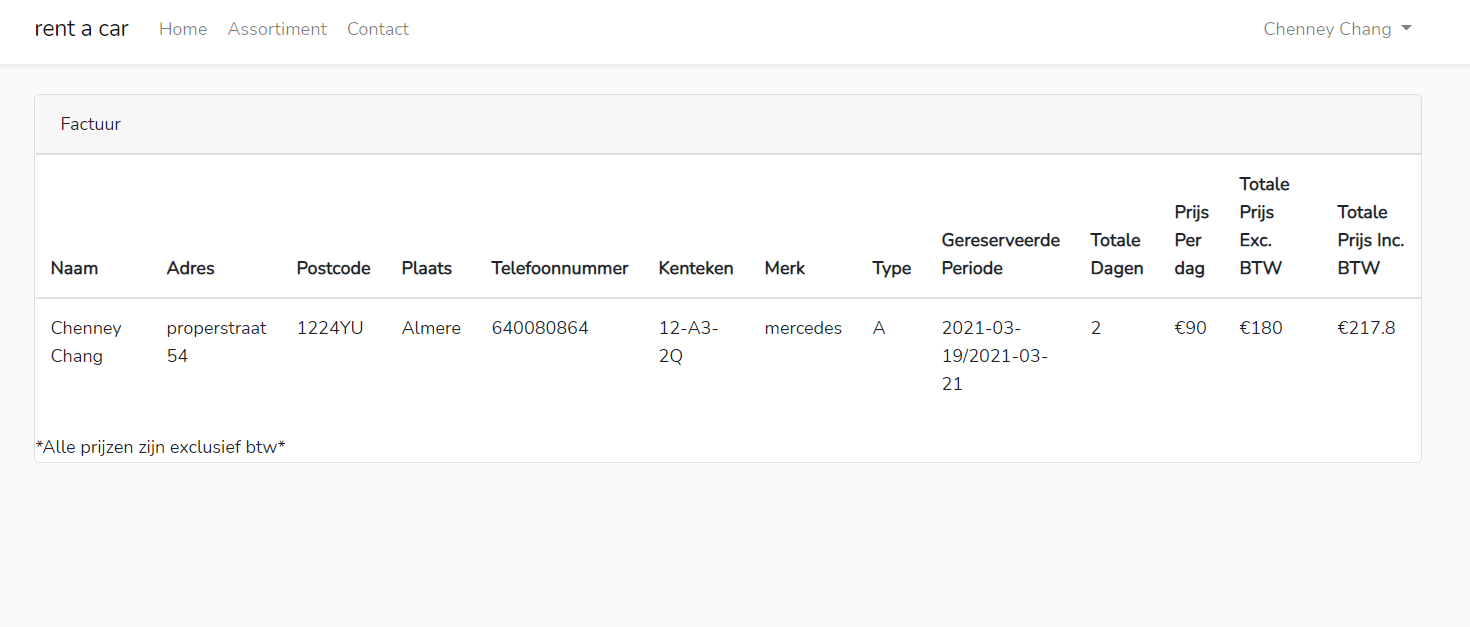 rent a car Home Assortiment Contact Chenney Chang
Factuur
Naam Adres Postcode Plaats Telefoonnummer Kenteken Merk Type Gereserveerde Periode Totale Dagen Prijs Per dag Totale Prijs Exc. BTW Totale Prijs Inc. BTW
Chenney Chang properstraat 54 1224YU Almere 640080864 12-A3-2Q mercedes A 2021-03-19/2021-03-21 2 €90 €180 €217.8
*Alle prijzen zijn exclusief btw*